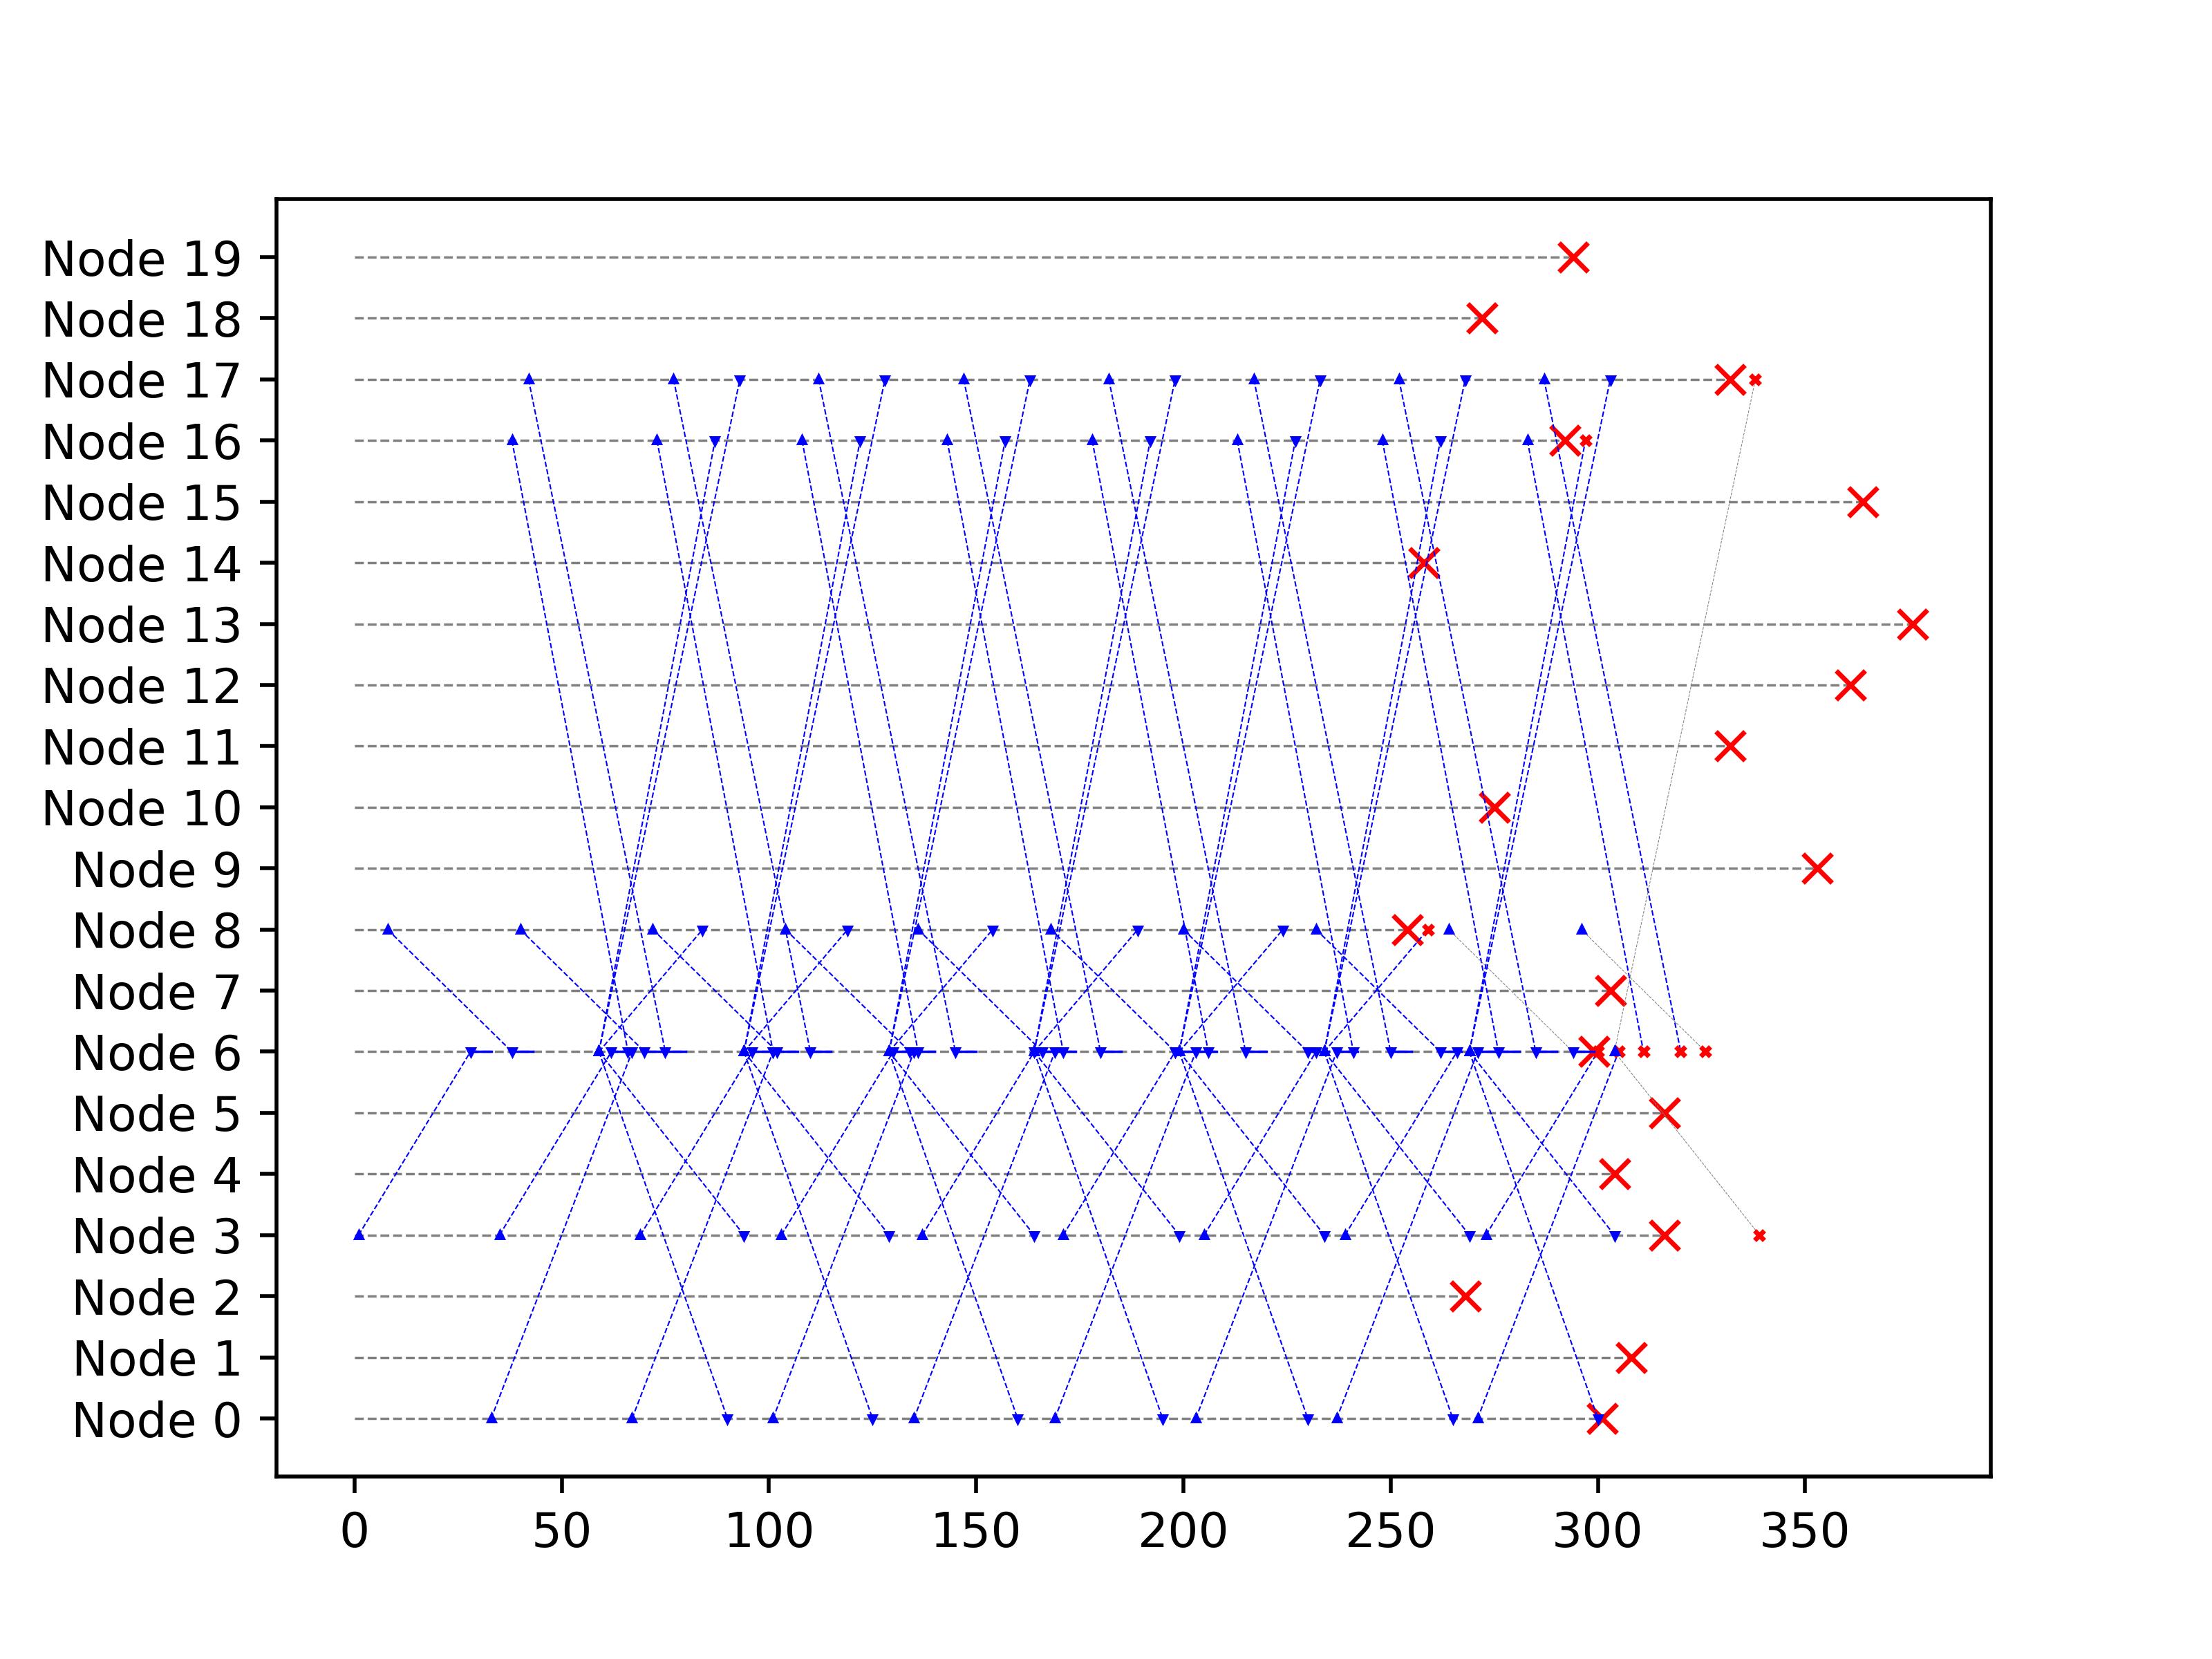 Node 19
Node 18
Node 17
Node 16
Node 15
Node 14
Node 13
Node 12
Node 11
Node 10
Node 9
Node 8
Node 7
Node 6
Node 5
Node 4
Node 3
Node 2
Node 1
Node 0
0 50 100 150 200 250 300 350